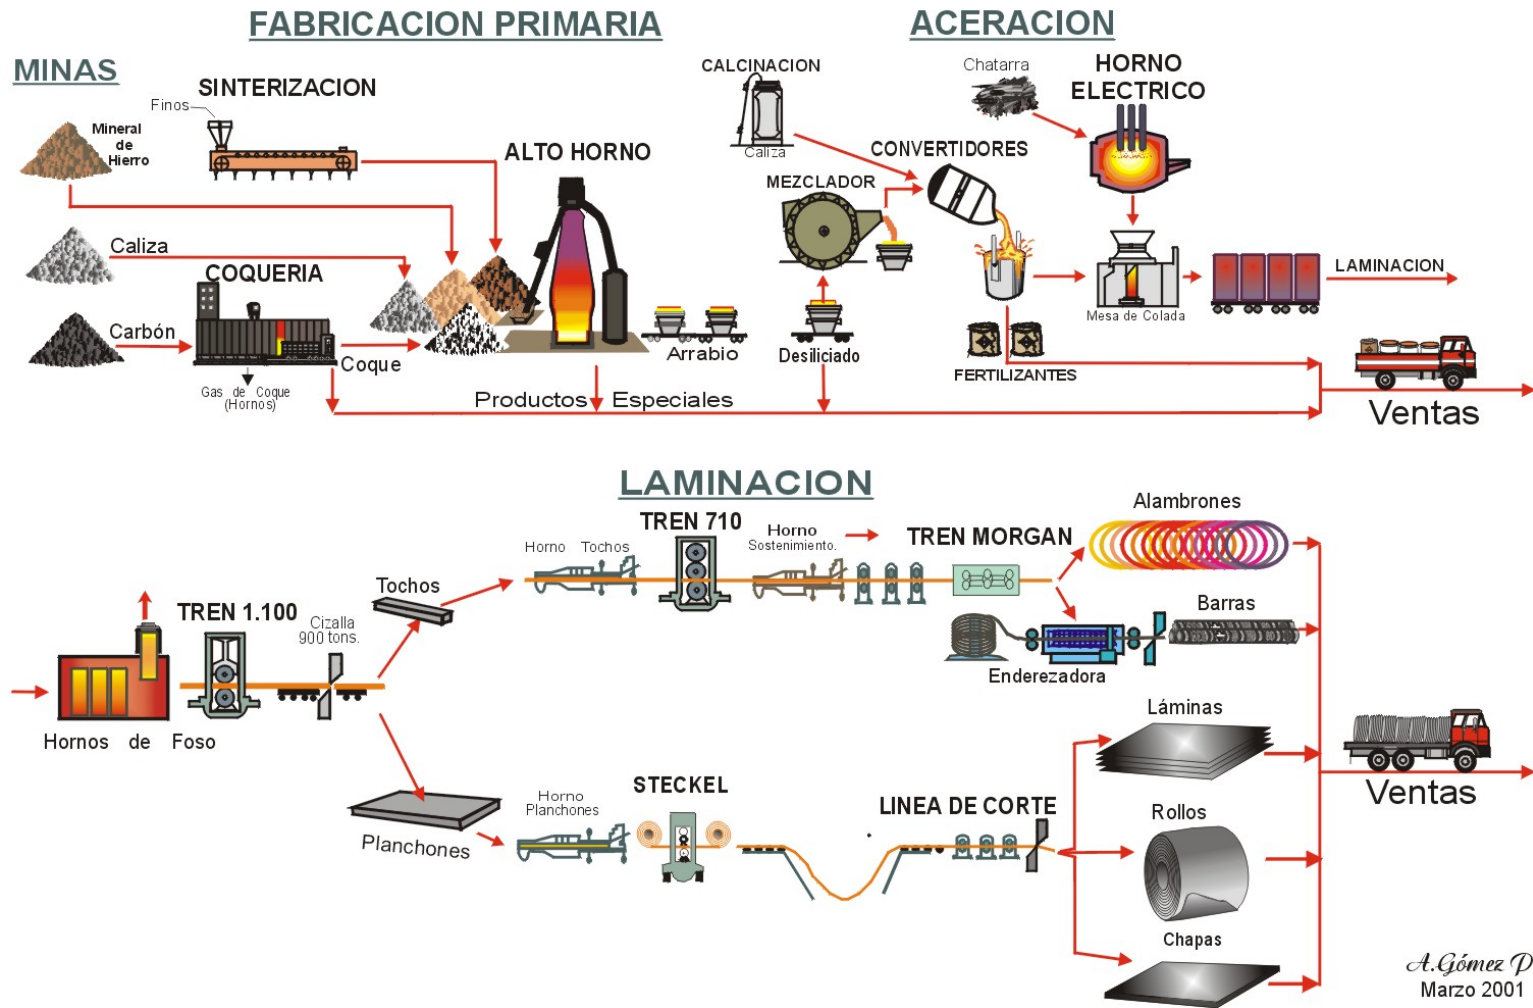 FABRICACION PRIMARIA
ACERACION
MINAS
SINTERIZACION
Finos
Mineral
de
Hierro
ALTO HORNO
CALCINACION
Caliza
Chatarra
HORNO
ELECTRICO
CONVERTIDORES
MEZCLADOR
Caliza
COQUERIA
Carbón
Coque
Gas de Coque
(Hornos)
Arrabio
Desiliciado
Mesa de Colada
LAMINACION
FERTILIZANTES
Productos Especiales
Ventas
LAMINACION
TREN 710
Horno Tochos
Horno
Sostenimiento.
TREN MORGAN
Alambrones
Tochos
TREN 1.100
Cizalla
900 tons.
Barras
Enderezadora
Hornos de Foso
Láminas
Planchones
Horno
Planchones
STECKEL
LINEA DE CORTE
Rollos
Ventas
Chapas
A.Gómez P
Marzo 2001